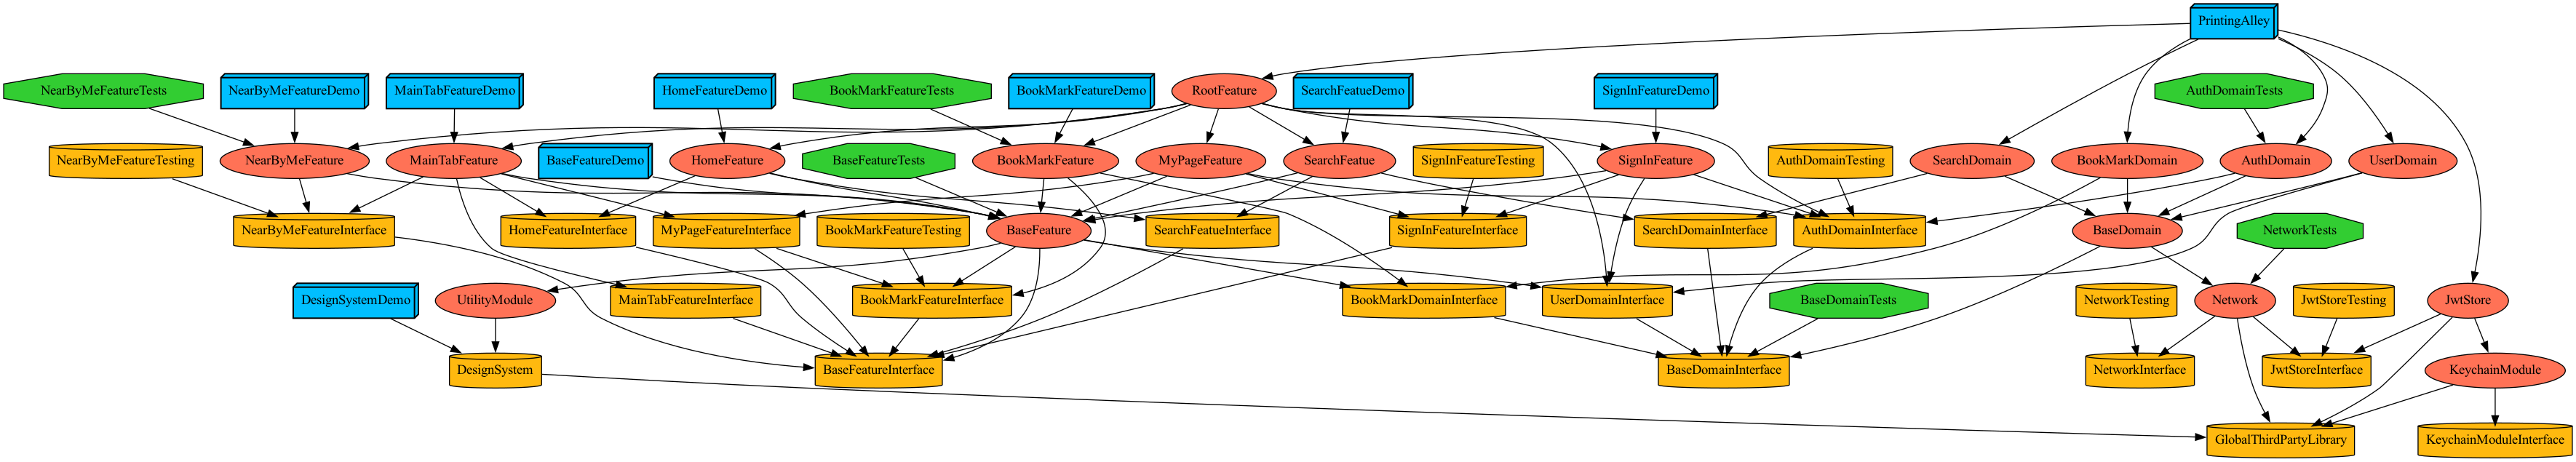 PrintingAlley
NearByMeFeatureTests
NearByMeFeatureDemo
MainTabFeatureDemo
HomeFeatureDemo
BookMarkFeatureTests
BookMarkFeatureDemo
RootFeature
SearchFeatueDemo
SignInFeatureDemo
AuthDomainTests
NearByMeFeatureTesting
NearByMeFeature
MainTabFeature
BaseFeatureDemo
HomeFeature
BaseFeatureTests
BookMarkFeature
MyPageFeature
SearchFeatue
SignInFeatureTesting
SignInFeature
AuthDomainTesting
SearchDomain
BookMarkDomain
AuthDomain
UserDomain
NearByMeFeatureInterface
HomeFeatureInterface
MyPageFeatureInterface
BookMarkFeatureTesting
BaseFeature
SearchFeatueInterface
SignInFeatureInterface
SearchDomainInterface
AuthDomainInterface
BaseDomain
NetworkTests
DesignSystemDemo
UtilityModule
MainTabFeatureInterface
BookMarkFeatureInterface
BookMarkDomainInterface
UserDomainInterface
BaseDomainTests
NetworkTesting
Network
JwtStoreTesting
JwtStore
DesignSystem
BaseFeatureInterface
BaseDomainInterface
NetworkInterface
JwtStoreInterface
KeychainModule
GlobalThirdPartyLibrary
KeychainModuleInterface